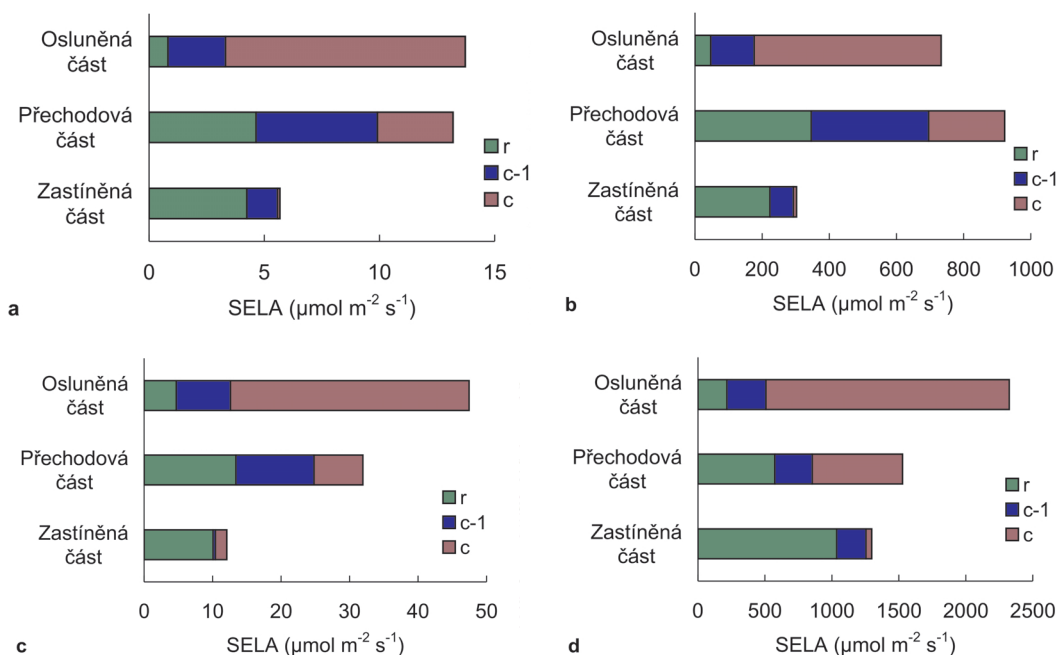 Osluněná
část
Přechodová
část
Zastíněná
část
r
c-1
c
0 5 10 15
SELA (µmol m-2 s-1)
a
Osluněná
část
Přechodová
část
Zastíněná
část
r
c-1
c
0 200 400 600 800 1000
SELA (µmol m-2 s-1)
b
Osluněná
část
Přechodová
část
Zastíněná
část
r
c-1
c
0 10 20 30 40 50
SELA (µmol m-2 s-1)
c
Osluněná
část
Přechodová
část
Zastíněná
část
r
c-1
c
0 500 1000 1500 2000 2500
SELA (µmol m-2 s-1)
d